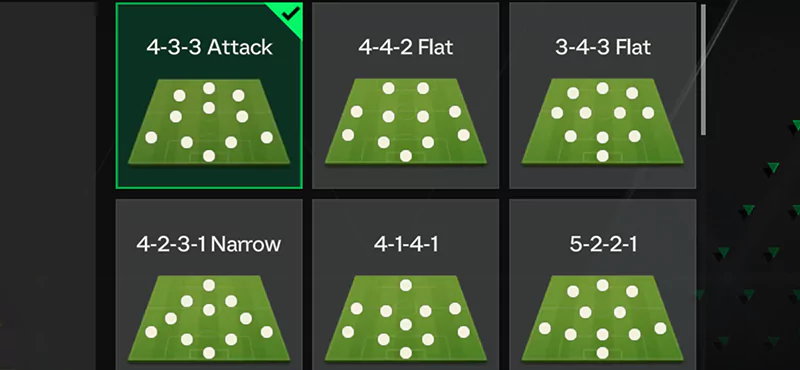 4-3-3 Attack
4-4-2 Flat
3-4-3 Flat
4-2-3-1 Narrow
4-1-4-1
5-2-2-1